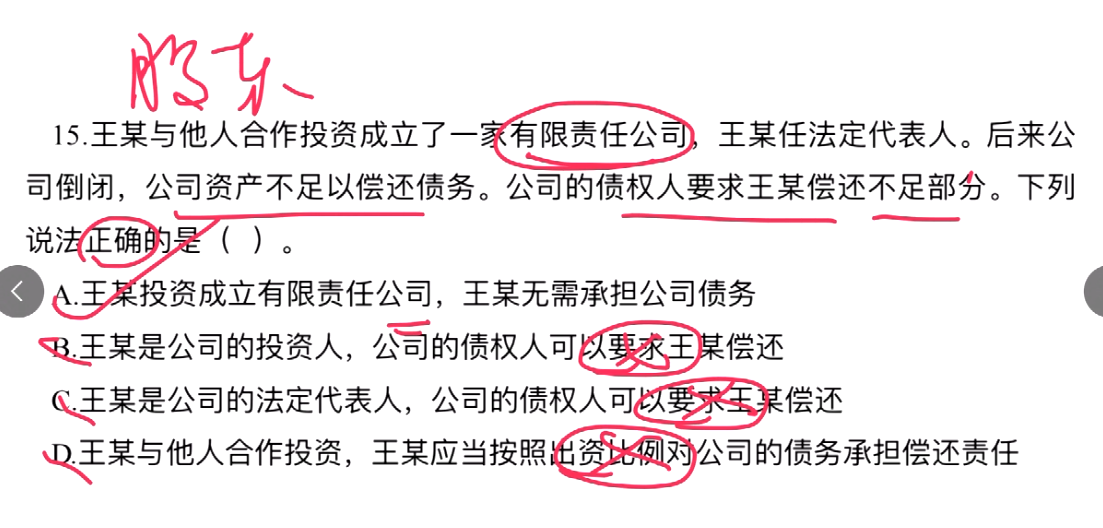 股东
15.王某与他人合作投资成立了一家有限责任公司，王某任法定代表人。后来公
司倒闭，公司资产不足以偿还债务。公司的债权人要求王某偿还不足部分。下列
说法正确的是（ ）。
A.王某投资成立有限责任公司，王某无需承担公司债务
B.王某是公司的投资人，公司的债权人可以要求王某偿还
C.王某是公司的法定代表人，公司的债权人可以要求王某偿还
D.王某与他人合作投资，王某应当按照出资比例对公司的债务承担偿还责任